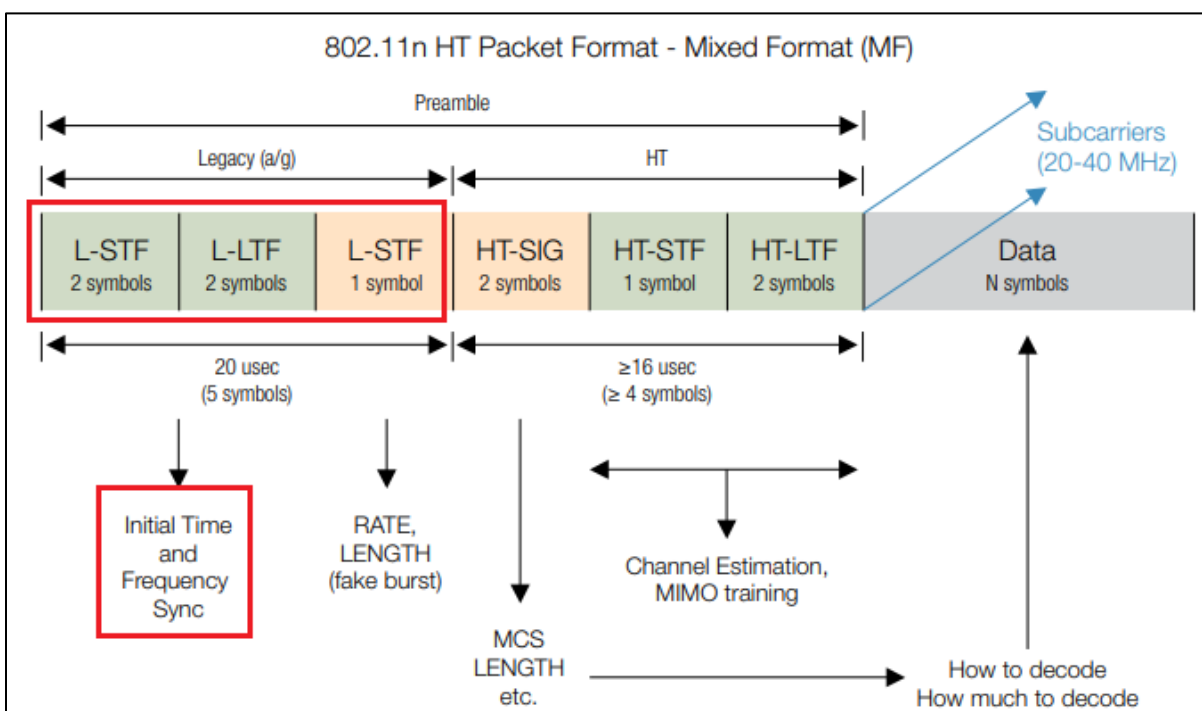 802.11n HT Packet Format - Mixed Format (MF)
Preamble
Legacy (a/g)
HT
Subcarriers
(20-40 MHz)
L-STF
2 symbols
L-LTF
2 symbols
L-STF
1 symbol
HT-SIG
2 symbols
HT-STF
1 symbol
HT-LTF
2 symbols
Data
N symbols
20 usec
(5 symbols)
≥16 usec
(≥ 4 symbols)
Initial Time
and
Frequency
Sync
RATE,
LENGTH
(fake burst)
Channel Estimation,
MIMO training
MCS
LENGTH
etc.
How to decode
How much to decode